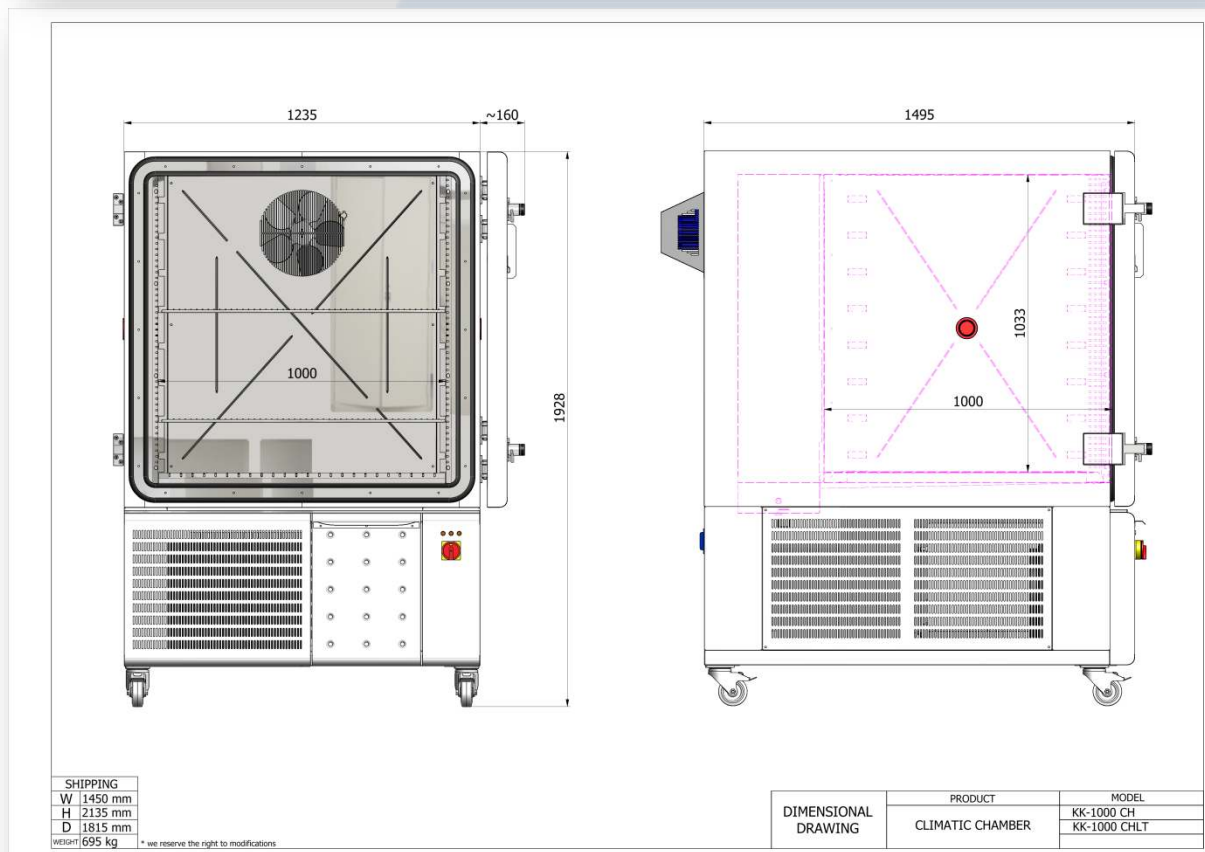 1235
~160
1495
1000
1928
1033
1000
SHIPPING
W 1450 mm
H 2135 mm
D 1815 mm
WEIGHT 695 kg
* we reserve the right to modifications
DIMENSIONAL
DRAWING
PRODUCT
CLIMATIC CHAMBER
MODEL
KK-1000 CH
KK-1000 CHLT